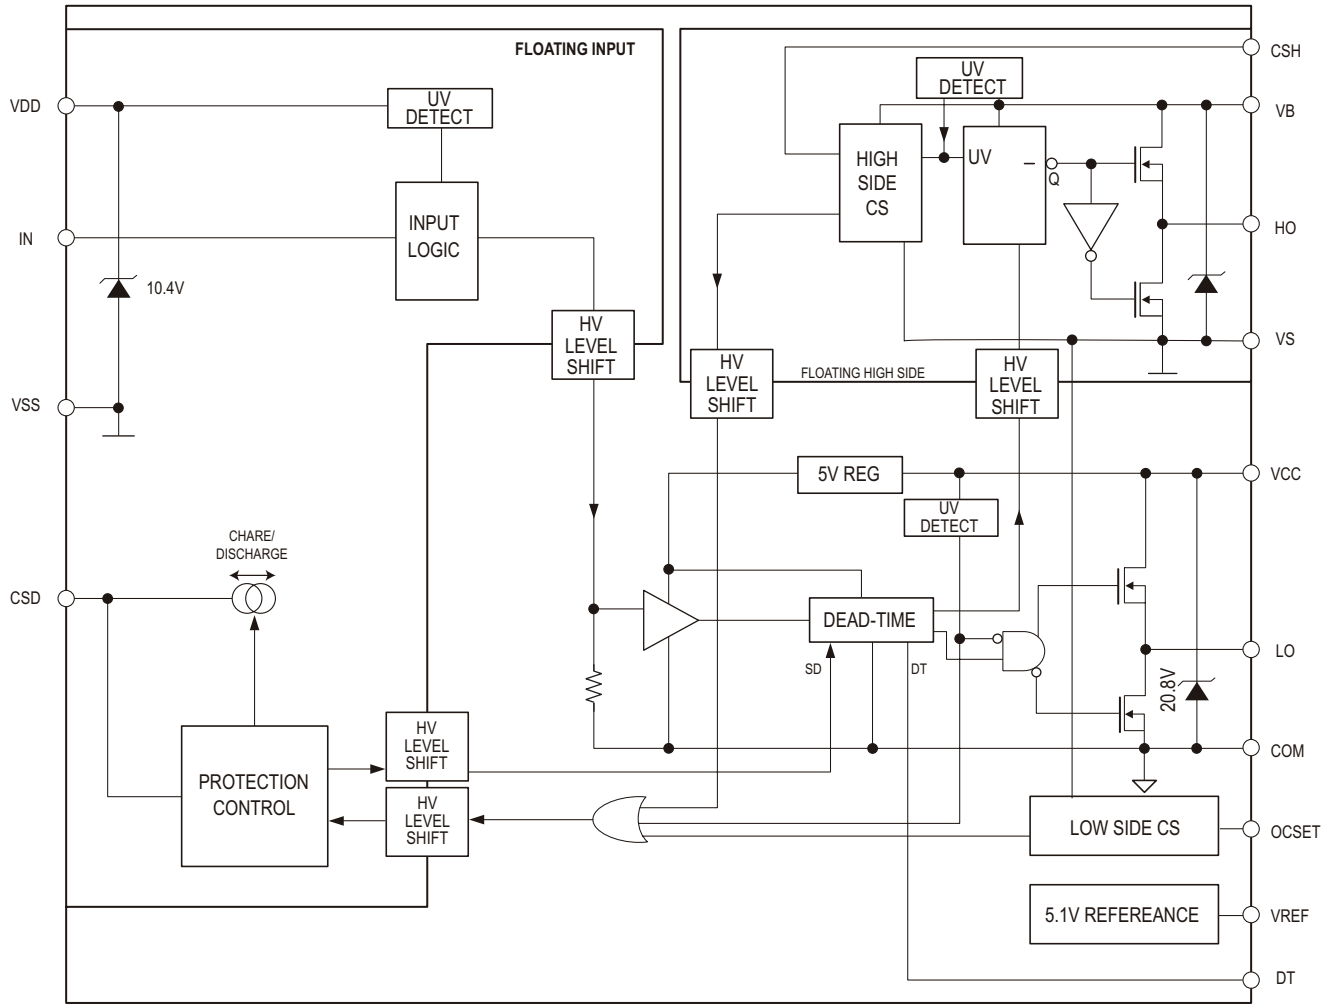 FLOATING INPUT
CSH
UV
DETECT
VDD
UV
DETECT
VB
HIGH
SIDE
CS
UV
Q
INPUT
LOGIC
IN
HO
10.4V
HV
LEVEL
SHIFT
VS
HV
LEVEL
SHIFT
FLOATING HIGH SIDE
HV
LEVEL
SHIFT
VSS
5V REG
VCC
UV
DETECT
CHARE/
DISCHARGE
CSD
DEAD-TIME
SD
DT
LO
20.8V
HV
LEVEL
SHIFT
COM
PROTECTION
CONTROL
HV
LEVEL
SHIFT
LOW SIDE CS
OCSET
5.1V REFEREANCE
VREF
DT